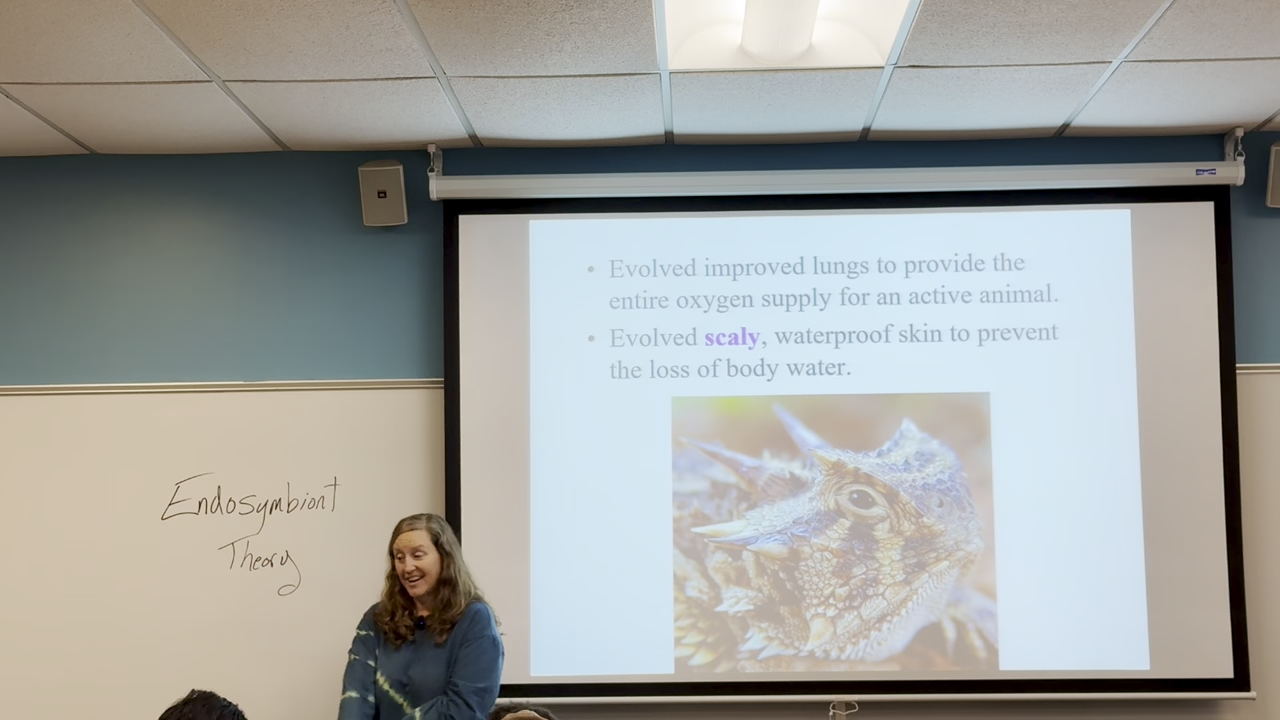 • Evolved improved lungs to provide the
entire oxygen supply for an active animal.
• Evolved scaly, waterproof skin to prevent
the loss of body water.
Endosymbiont
Theory